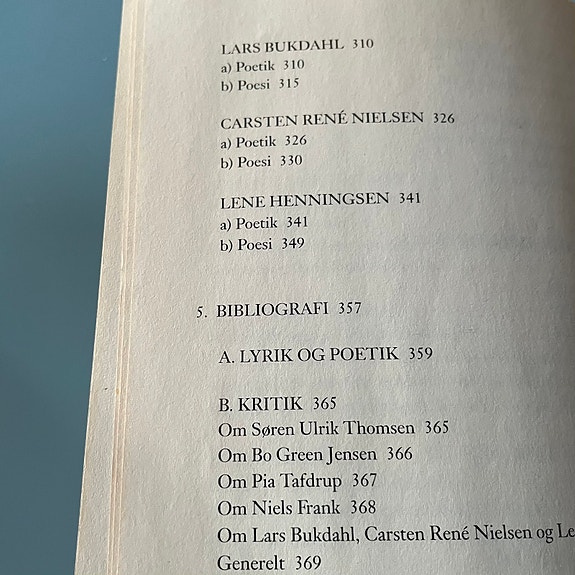 LARS BUKDAHL 310
a) Poetik 310
b) Poesi 315
CARSTEN RENÉ NIELSEN 326
a) Poetik 326
b) Poesi 330
LENE HENNINGSEN 341
a) Poetik 341
b) Poesi 349
5. BIBLIOGRAFI 357
A. LYRIK OG POETIK 359
B. KRITIK 365
Om Søren Ulrik Thomsen 365
Om Bo Green Jensen 366
Om Pia Tafdrup 367
Om Niels Frank 368
Om Lars Bukdahl, Carsten René Nielsen og Le
Generelt 369